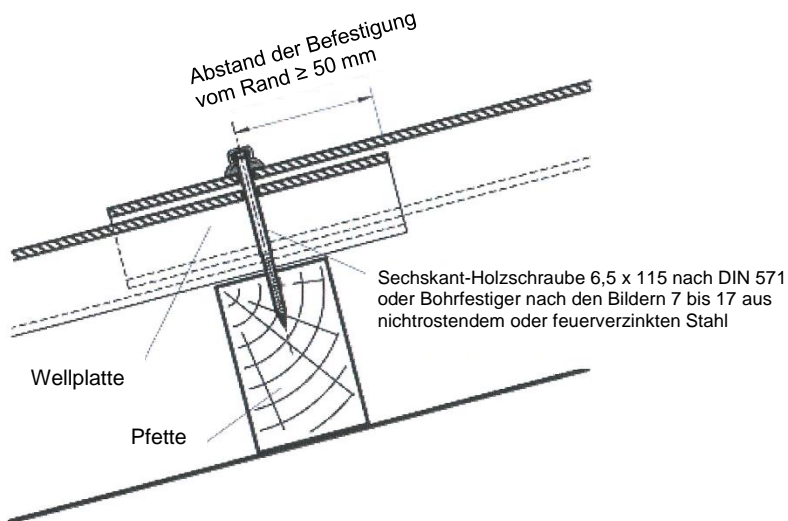 Abstand der Befestigung
vom Rand ≥ 50 mm
Sechskant-Holzschraube 6,5 x 115 nach DIN 571
oder Bohrfestiger nach den Bildern 7 bis 17 aus
nichtrostendem oder feuerverzinkten Stahl
Wellplatte
Pfette